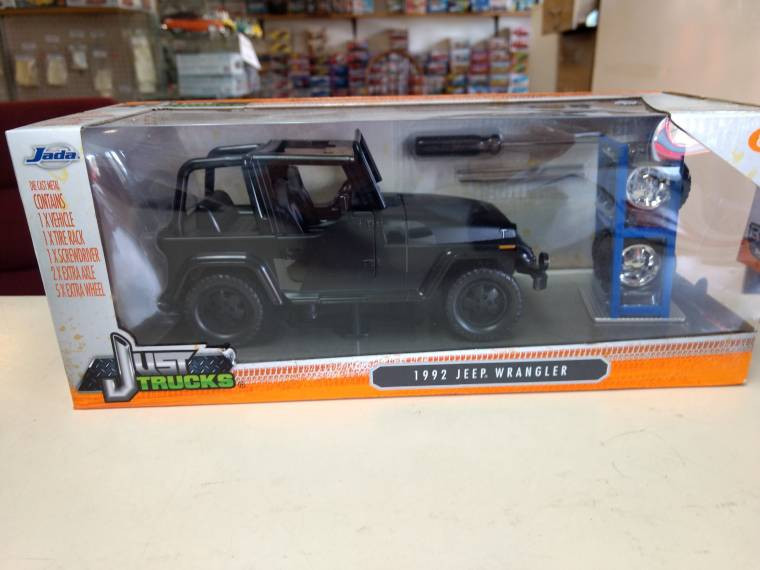 Jada
DIE CAST METAL
CONTAINS
1 X VEHICLE
1 X TIRE RACK
1 X SCREWDRIVER
2 X EXTRA AXLE
5 X EXTRA WHEEL
JUST
TRUCKS
1992 JEEP WRANGLER